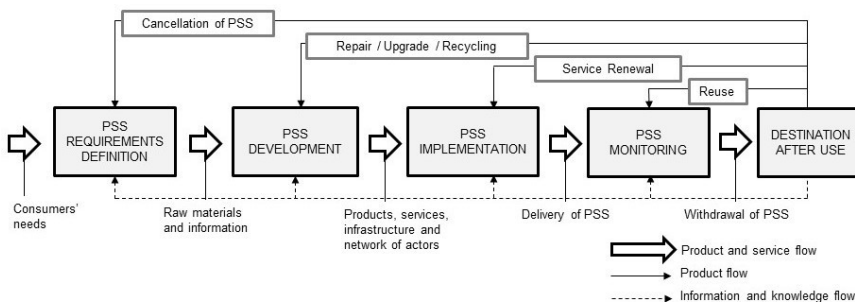 Cancellation of PSS
Repair / Upgrade / Recycling
Service Renewal
Reuse
PSS
REQUIREMENTS
DEFINITION
PSS
DEVELOPMENT
PSS
IMPLEMENTATION
PSS
MONITORING
DESTINATION
AFTER USE
Consumers'
needs
Raw materials
and information
Products, services,
infrastructure and
network of actors
Delivery of PSS
Withdrawal of PSS
Product and service flow
Product flow
Information and knowledge flow